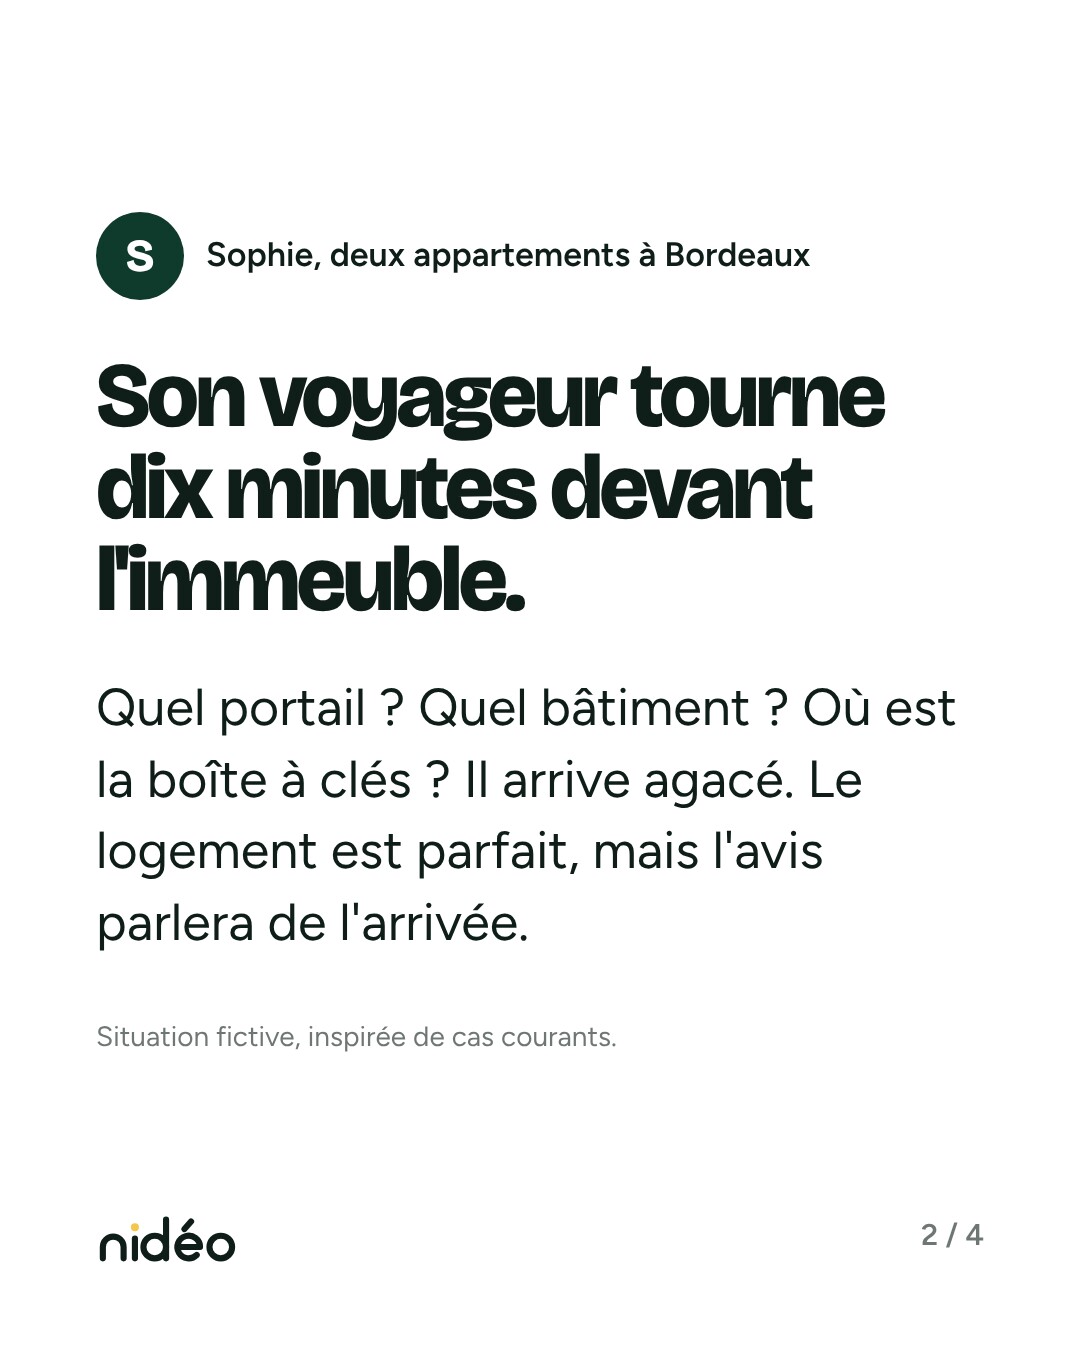 S
Sophie, deux appartements à Bordeaux
Son voyageur tourne
dix minutes devant
l'immeuble.
Quel portail ? Quel bâtiment ? Où est
la boîte à clés ? Il arrive agacé. Le
logement est parfait, mais l'avis
parlera de l'arrivée.
Situation fictive, inspirée de cas courants.
nidéo
2 / 4